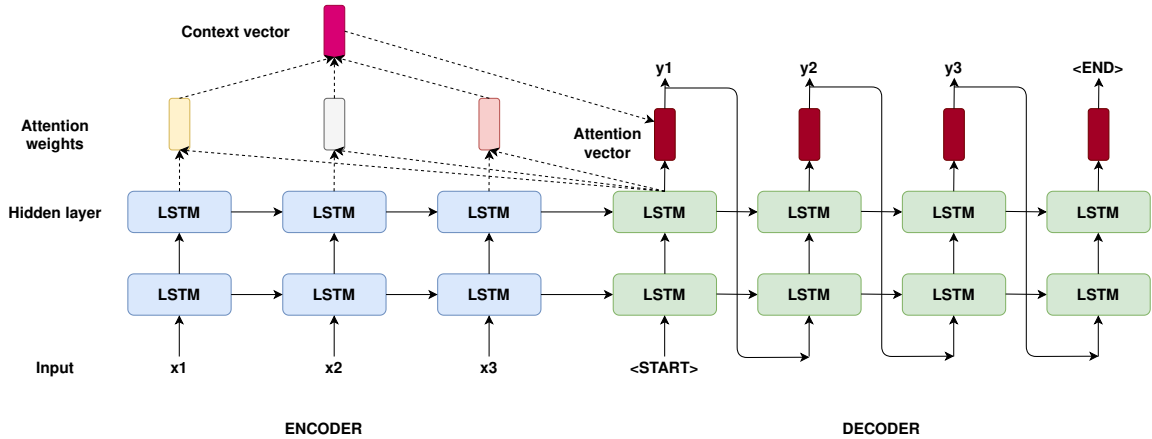 Context vector
y1
y2
y3
<END>
Attention
weights
Attention
vector
Hidden layer
LSTM
LSTM
LSTM
LSTM
LSTM
LSTM
LSTM
LSTM
LSTM
LSTM
LSTM
LSTM
LSTM
LSTM
Input
x1
x2
x3
<START>
ENCODER
DECODER